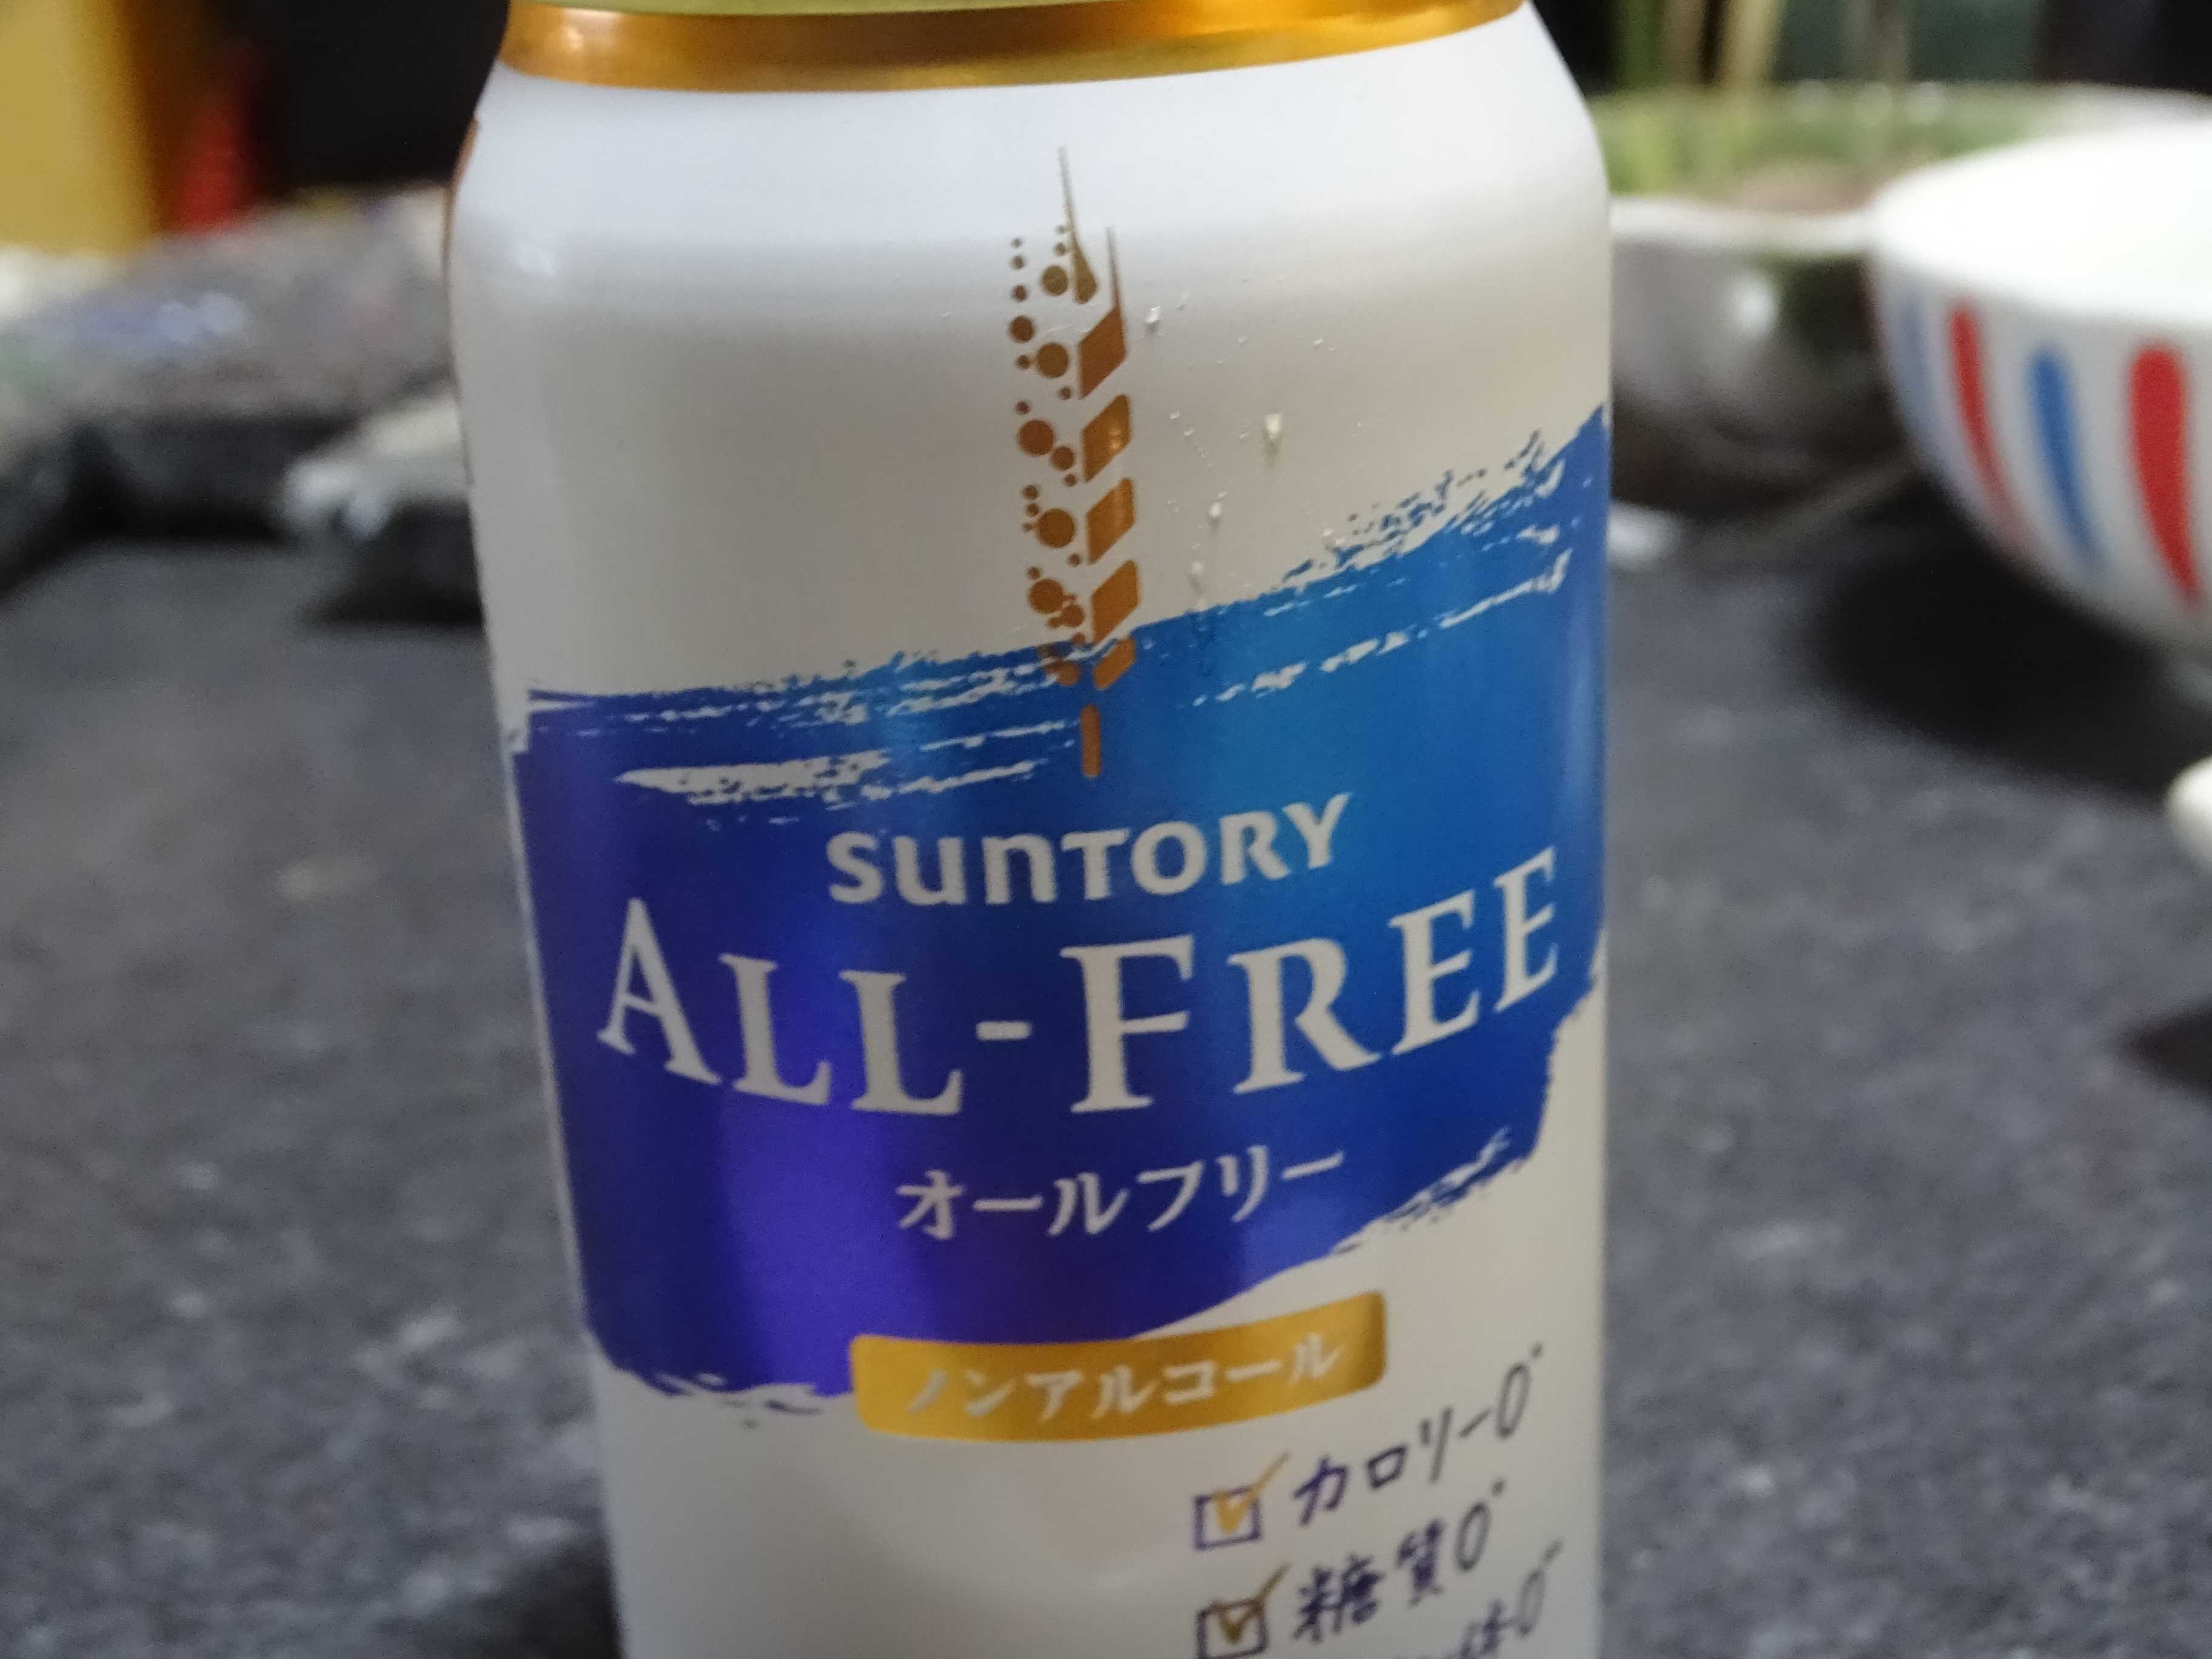 SUNTORY
ALL-FREE
オールフリー
ノンアルコール
カロリー0*
糖質0*